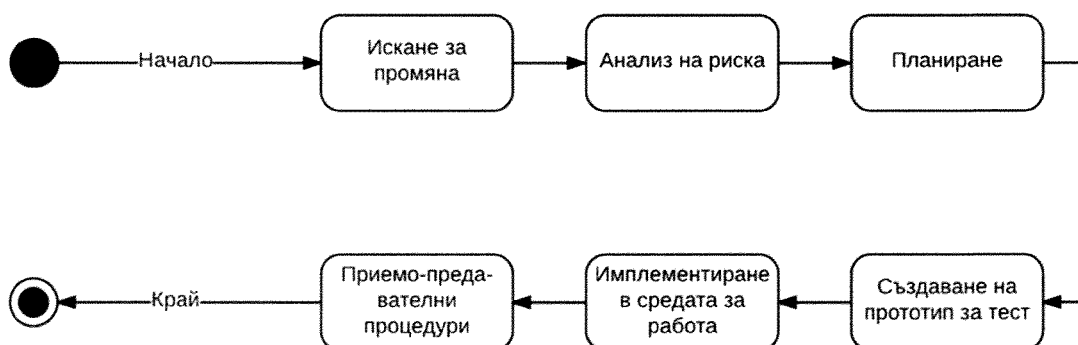 Начало
Искане за
промяна
Анализ на риска
Планиране
Създаване на
прототип за тест
Имплементиране
в средата за
работа
Приемо-преда-
вателни
процедури
Край